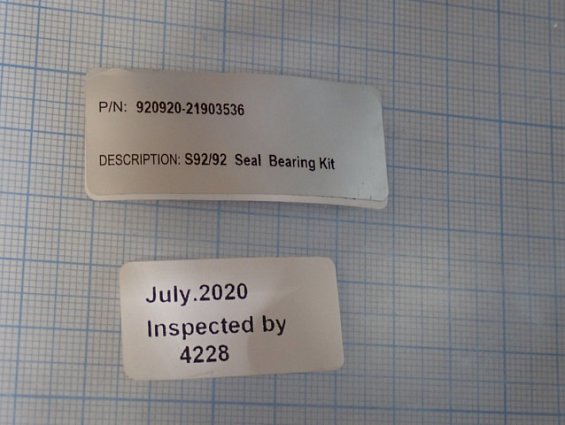 P/N: 920920-21903536
DESCRIPTION: S92/92 Seal Bearing Kit
July.2020
Inspected by
4228